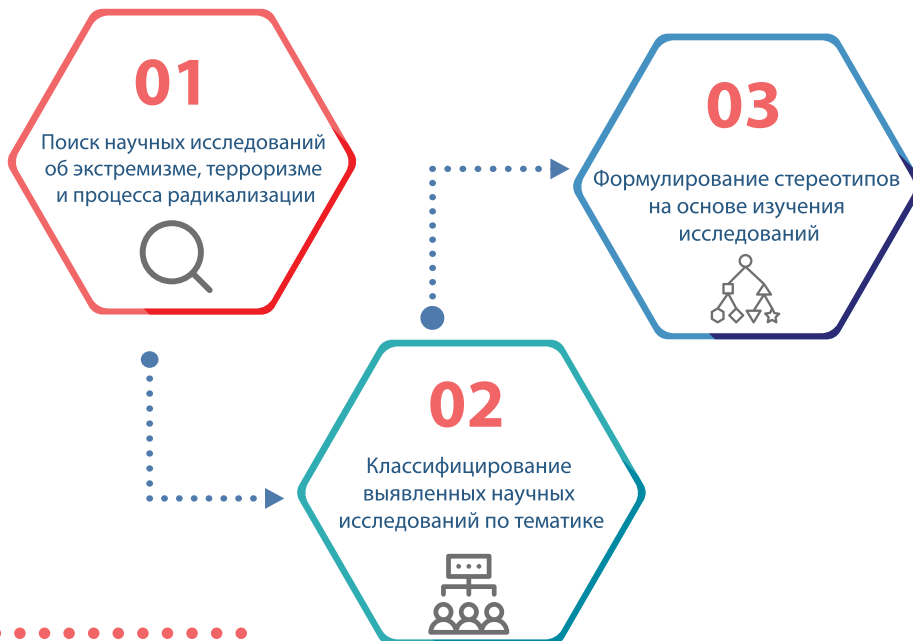 01
Поиск научных исследований
об экстремизме, терроризме
и процесса радикализации
02
Классифицирование
выявленных научных
исследований по тематике
03
Формулирование стереотипов
на основе изучения
исследований